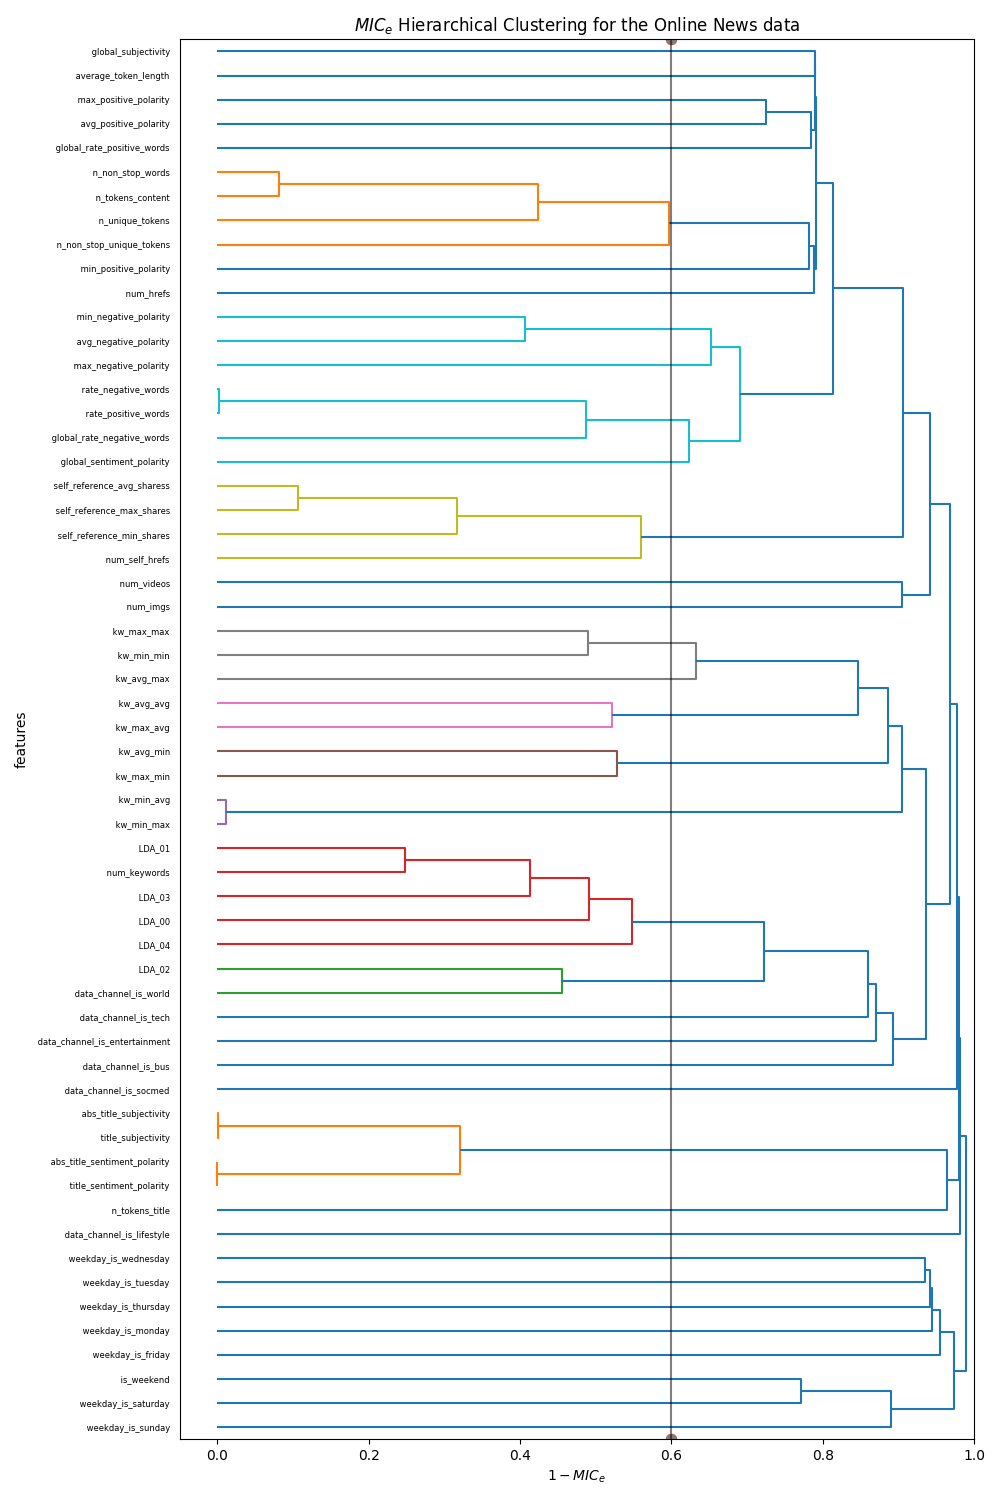 MICe Hierarchical Clustering for the Online News data
global_subjectivity
average_token_length
max_positive_polarity
avg_positive_polarity
global_rate_positive_words
n_non_stop_words
n_tokens_content
n_unique_tokens
n_non_stop_unique_tokens
min_positive_polarity
num_hrefs
min_negative_polarity
avg_negative_polarity
max_negative_polarity
rate_negative_words
rate_positive_words
global_rate_negative_words
global_sentiment_polarity
self_reference_avg_sharess
self_reference_max_shares
self_reference_min_shares
num_self_hrefs
num_videos
num_imgs
kw_max_max
kw_min_min
kw_avg_max
kw_avg_avg
kw_max_avg
kw_avg_min
kw_max_min
kw_min_avg
kw_min_max
LDA_01
num_keywords
LDA_03
LDA_00
LDA_04
LDA_02
data_channel_is_world
data_channel_is_tech
data_channel_is_entertainment
data_channel_is_bus
data_channel_is_socmed
abs_title_subjectivity
title_subjectivity
abs_title_sentiment_polarity
title_sentiment_polarity
n_tokens_title
data_channel_is_lifestyle
weekday_is_wednesday
weekday_is_tuesday
weekday_is_thursday
weekday_is_monday
weekday_is_friday
is_weekend
weekday_is_saturday
weekday_is_sunday
features
0.0 0.2 0.4 0.6 0.8 1.0
1 − MICe